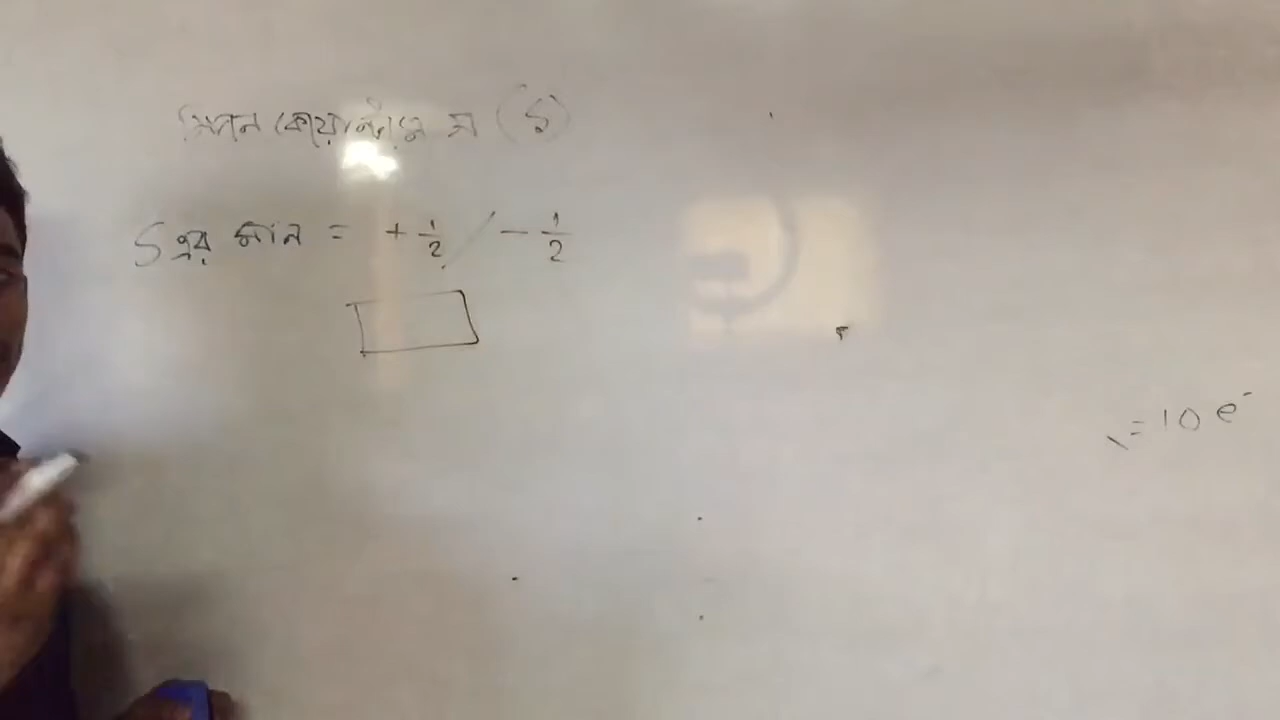 স্পিন কোয়ান্টাম সং (S)
S এর মান = + 1/2 / - 1/2
= 10 e⁻